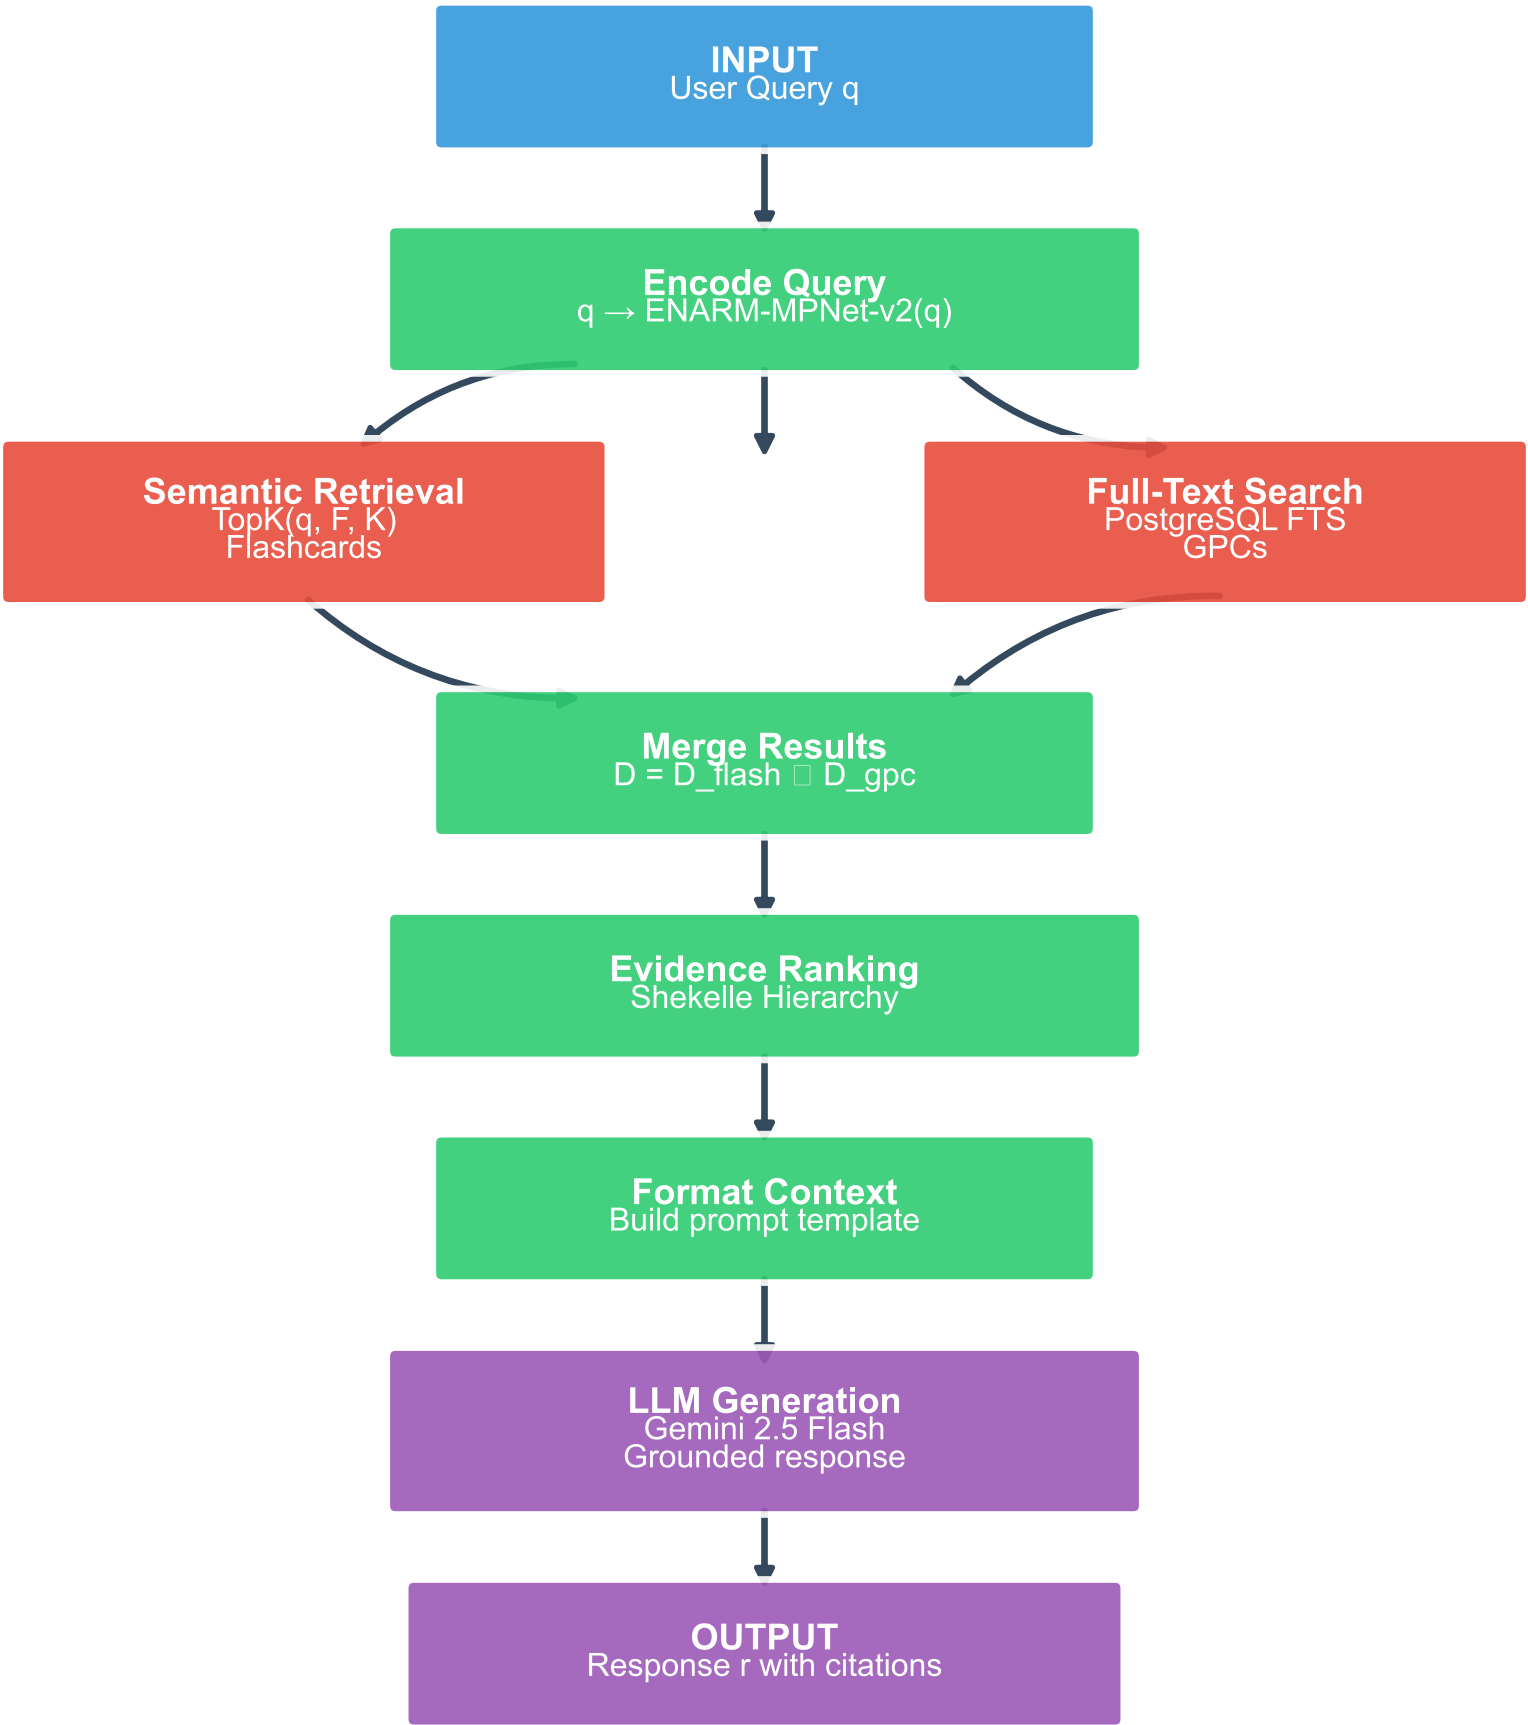 INPUT
User Query q
Encode Query
q → ENARM-MPNet-v2(q)
Semantic Retrieval
TopK(q, F, K)
Flashcards
Full-Text Search
PostgreSQL FTS
GPCs
Merge Results
D = D_flash □ D_gpc
Evidence Ranking
Shekelle Hierarchy
Format Context
Build prompt template
LLM Generation
Gemini 2.5 Flash
Grounded response
OUTPUT
Response r with citations